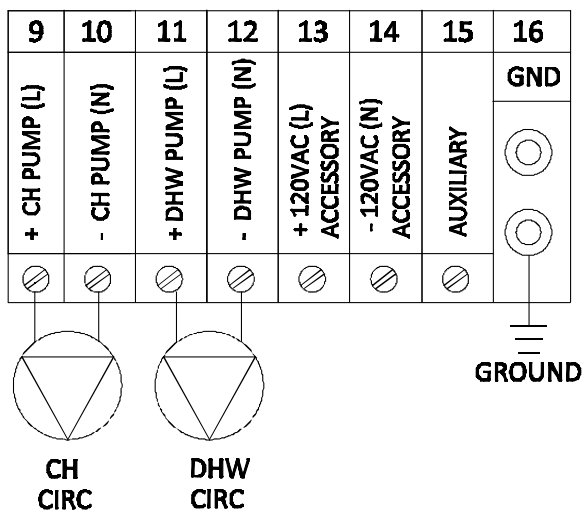 9 10 11 12 13 14 15 16
+ CH PUMP (L)
- CH PUMP (N)
+ DHW PUMP (L)
- DHW PUMP (N)
+ 120VAC (L)
ACCESSORY
- 120VAC (N)
ACCESSORY
AUXILIARY
GND
GROUND
CH
CIRC
DHW
CIRC